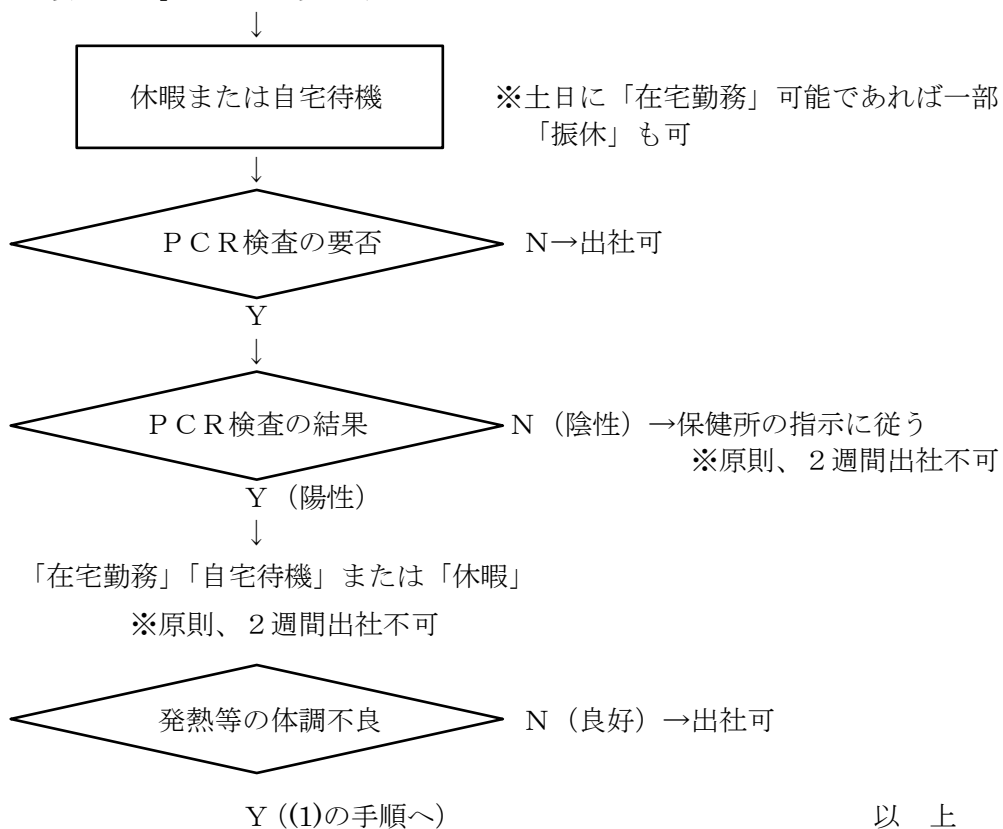 ↓
休暇または自宅待機 ※土日に「在宅勤務」可能であれば一部
「振休」も可
↓
ＰＣＲ検査の要否 Ｎ→出社可
Ｙ
↓
ＰＣＲ検査の結果 Ｎ（陰性）→保健所の指示に従う
※原則、２週間出社不可
Ｙ（陽性）
↓
「在宅勤務」「自宅待機」または「休暇」
※原則、２週間出社不可
発熱等の体調不良 Ｎ（良好）→出社可
Ｙ((1)の手順へ） 以　上